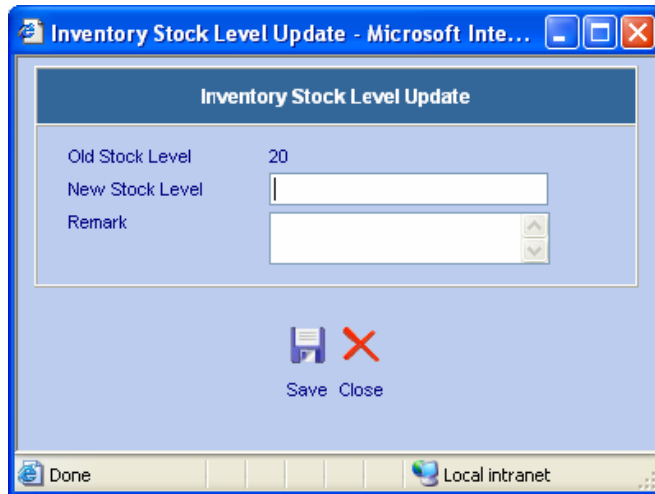 Inventory Stock Level Update - Microsoft Inte...
Inventory Stock Level Update
Old Stock Level 20
New Stock Level
Remark
Save Close
Done Local intranet